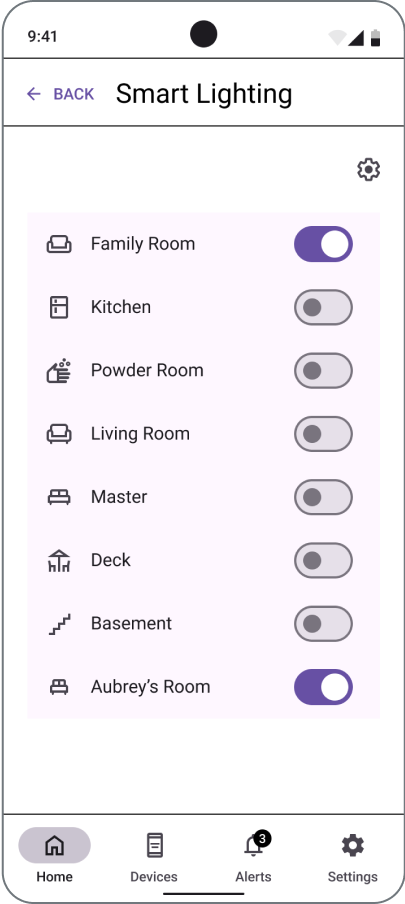 9:41
BACK Smart Lighting
Family Room
Kitchen
Powder Room
Living Room
Master
Deck
Basement
Aubrey’s Room
3
Home Devices Alerts Settings